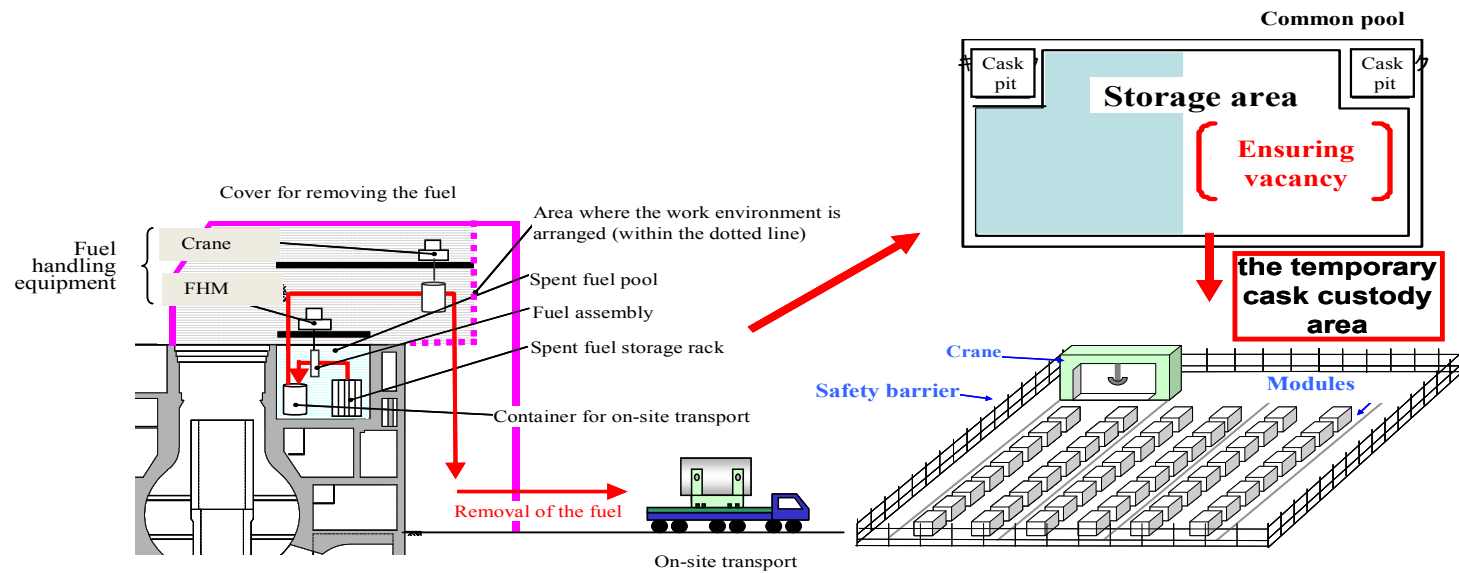 Common pool
キ
Cask
pit
Cask
pit
ク
Storage area
Ensuring
vacancy
Cover for removing the fuel
Area where the work environment is
arranged (within the dotted line)
Fuel
handling
equipment
Crane
FHM
Spent fuel pool
Fuel assembly
Spent fuel storage rack
Container for on-site transport
Removal of the fuel
On-site transport
the temporary
cask custody
area
Crane
Safety barrier
Modules